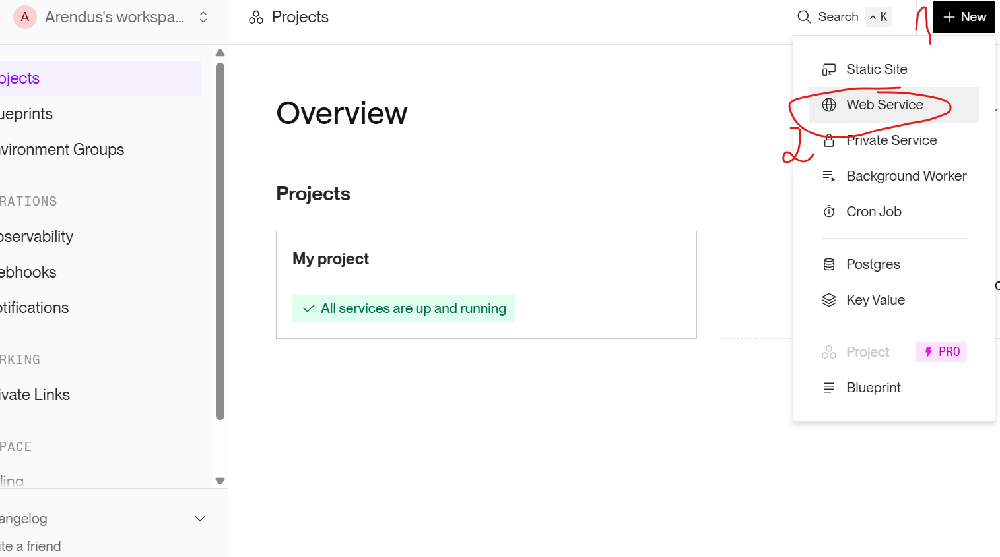 A Arendus's workspa...
ojects
ueprints
nvironment Groups
RATIONS
oservability
ebhooks
otifications
RKING
ivate Links
PACE
ling
angelog
ite a friend
Projects
Search ^ K
1
+ New
Overview
Projects
My project
All services are up and running
Static Site
Web Service
2
Private Service
Background Worker
Cron Job
Postgres
Key Value
Project PRO
Blueprint